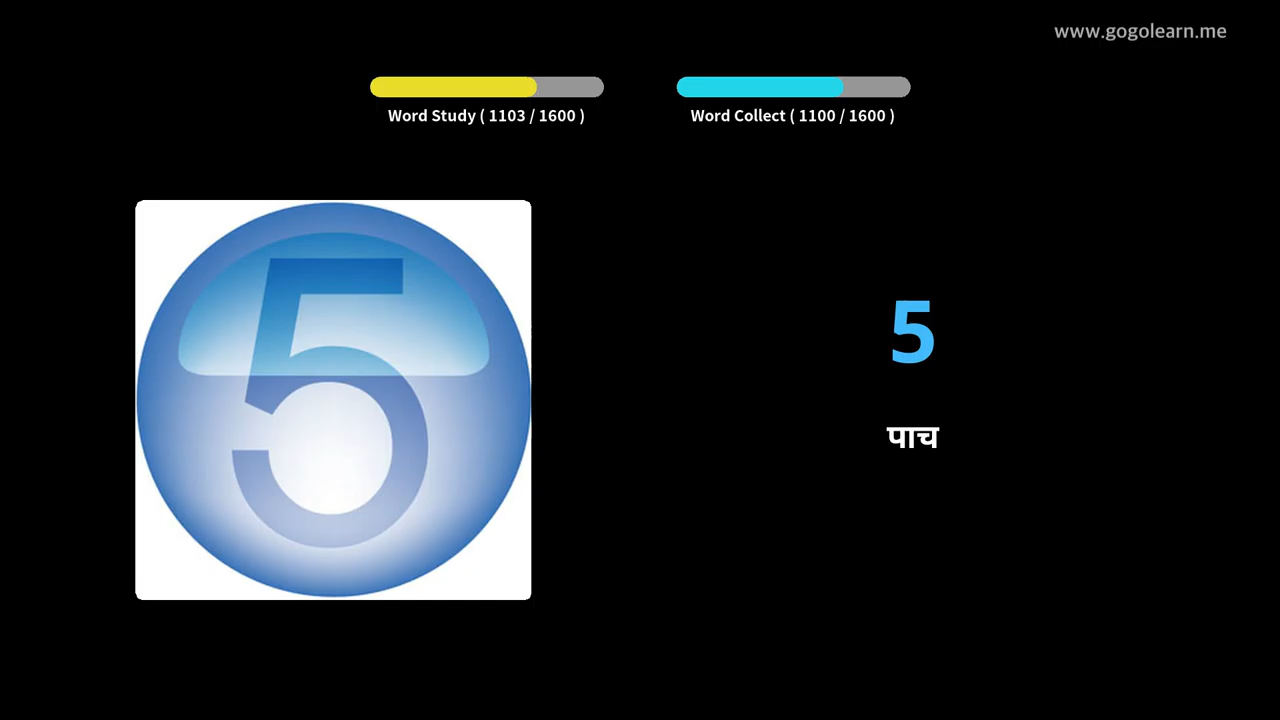 www.gogolearn.me
Word Study ( 1103 / 1600 )
Word Collect ( 1100 / 1600 )
5
5
पाच